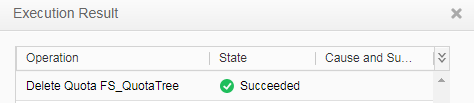 Execution Result
Operation State Cause and Su...
Delete Quota FS_QuotaTree Succeeded